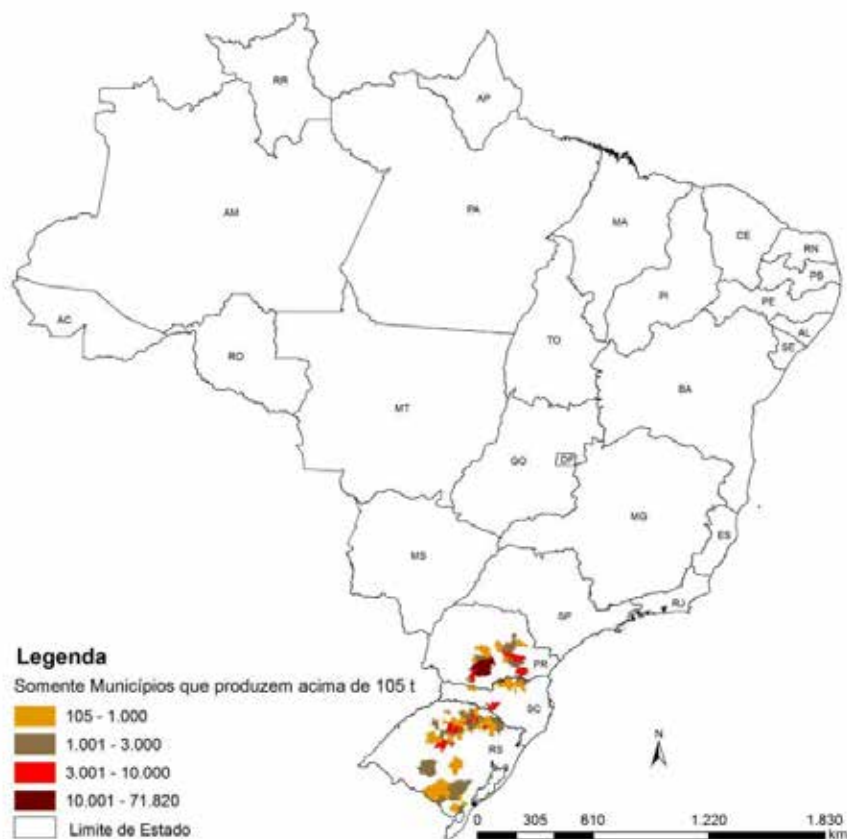 RR
AP
AM
PA
MA
CE
RN
PB
PE
PI
AL
SE
AC
RO
TO
BA
MT
GO
DF
MG
ES
MS
SP
RJ
PR
SC
RS
Legenda
Somente Municípios que produzem acima de 105 t
105 - 1.000
1.001 - 3.000
3.001 - 10.000
10.001 - 71.820
Limite de Estado
N
0 305 610 1.220 1.830
km